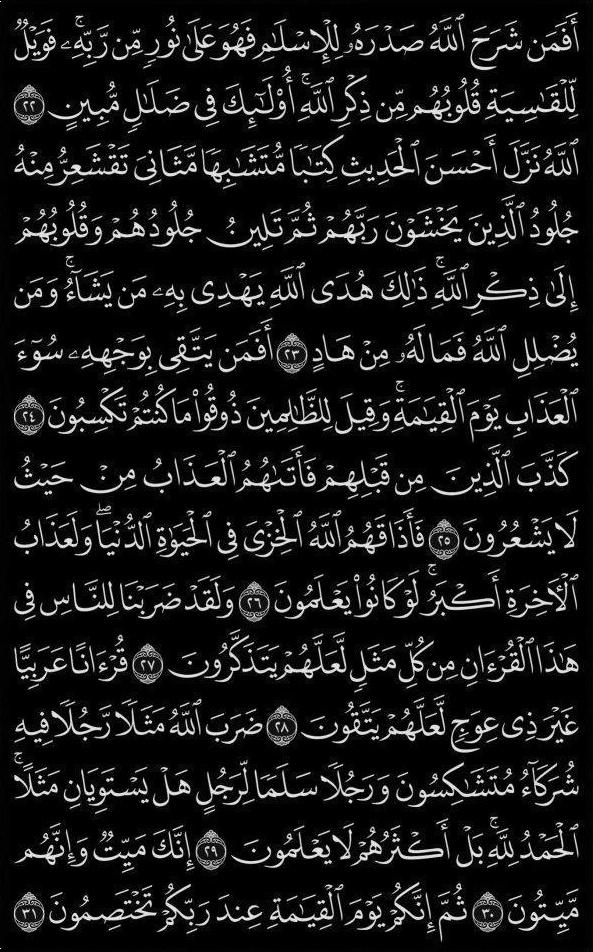 أَفَمَن شَرَحَ ٱللَّهُ صَدْرَهُۥ لِلْإِسْلَٰمِ فَهُوَ عَلَىٰ نُورٍ مِّن رَّبِّهِۦۚ فَوَيْلٌ
لِّلْقَٰسِيَةِ قُلُوبُهُم مِّن ذِكْرِ ٱللَّهِۚ أُو۟لَٰٓئِكَ فِى ضَلَٰلٍ مُّبِينٍ ٢٢
ٱللَّهُ نَزَّلَ أَحْسَنَ ٱلْحَدِيثِ كِتَٰبًا مُّتَشَٰبِهًا مَّثَانِىَ تَقْشَعِرُّ مِنْهُ
جُلُودُ ٱلَّذِينَ يَخْشَوْنَ رَبَّهُمْ ثُمَّ تَلِينُ جُلُودُهُمْ وَقُلُوبُهُمْ
إِلَىٰ ذِكْرِ ٱللَّهِۚ ذَٰلِكَ هُدَى ٱللَّهِ يَهْدِى بِهِۦ مَن يَشَآءُۚ وَمَن
يُضْلِلِ ٱللَّهُ فَمَا لَهُۥ مِنْ هَادٍ ٢٣ أَفَمَن يَتَّقِى بِوَجْهِهِۦ سُوٓءَ
ٱلْعَذَابِ يَوْمَ ٱلْقِيَٰمَةِۚ وَقِيلَ لِلظَّٰلِمِينَ ذُوقُوا۟ مَا كُنتُمْ تَكْسِبُونَ ٢٤
كَذَّبَ ٱلَّذِينَ مِن قَبْلِهِمْ فَأَتَىٰهُمُ ٱلْعَذَابُ مِنْ حَيْثُ
لَا يَشْعُرُونَ ٢٥ فَأَذَاقَهُمُ ٱللَّهُ ٱلْخِزْىَ فِى ٱلْحَيَوٰةِ ٱلدُّنْيَاۖ وَلَعَذَابُ
ٱلْءَاخِرَةِ أَكْبَرُۚ لَوْ كَانُوا۟ يَعْلَمُونَ ٢٦ وَلَقَدْ ضَرَبْنَا لِلنَّاسِ فِى
هَٰذَا ٱلْقُرْءَانِ مِن كُلِّ مَثَلٍ لَّعَلَّهُمْ يَتَذَكَّرُونَ ٢٧ قُرْءَانًا عَرَبِيًّا
غَيْرَ ذِى عِوَجٍ لَّعَلَّهُمْ يَتَّقُونَ ٢٨ ضَرَبَ ٱللَّهُ مَثَلًا رَّجُلًا فِيهِ
شُرَكَآءُ مُتَشَٰكِسُونَ وَرَجُلًا سَلَمًا لِّرَجُلٍ هَلْ يَسْتَوِيَانِ مَثَلًاۚ
ٱلْحَمْدُ لِلَّهِۚ بَلْ أَكْثَرُهُمْ لَا يَعْلَمُونَ ٢٩ إِنَّكَ مَيِّتٌ وَإِنَّهُم
مَّيِّتُونَ ٣٠ ثُمَّ إِنَّكُمْ يَوْمَ ٱلْقِيَٰمَةِ عِندَ رَبِّكُمْ تَخْتَصِمُونَ ٣١